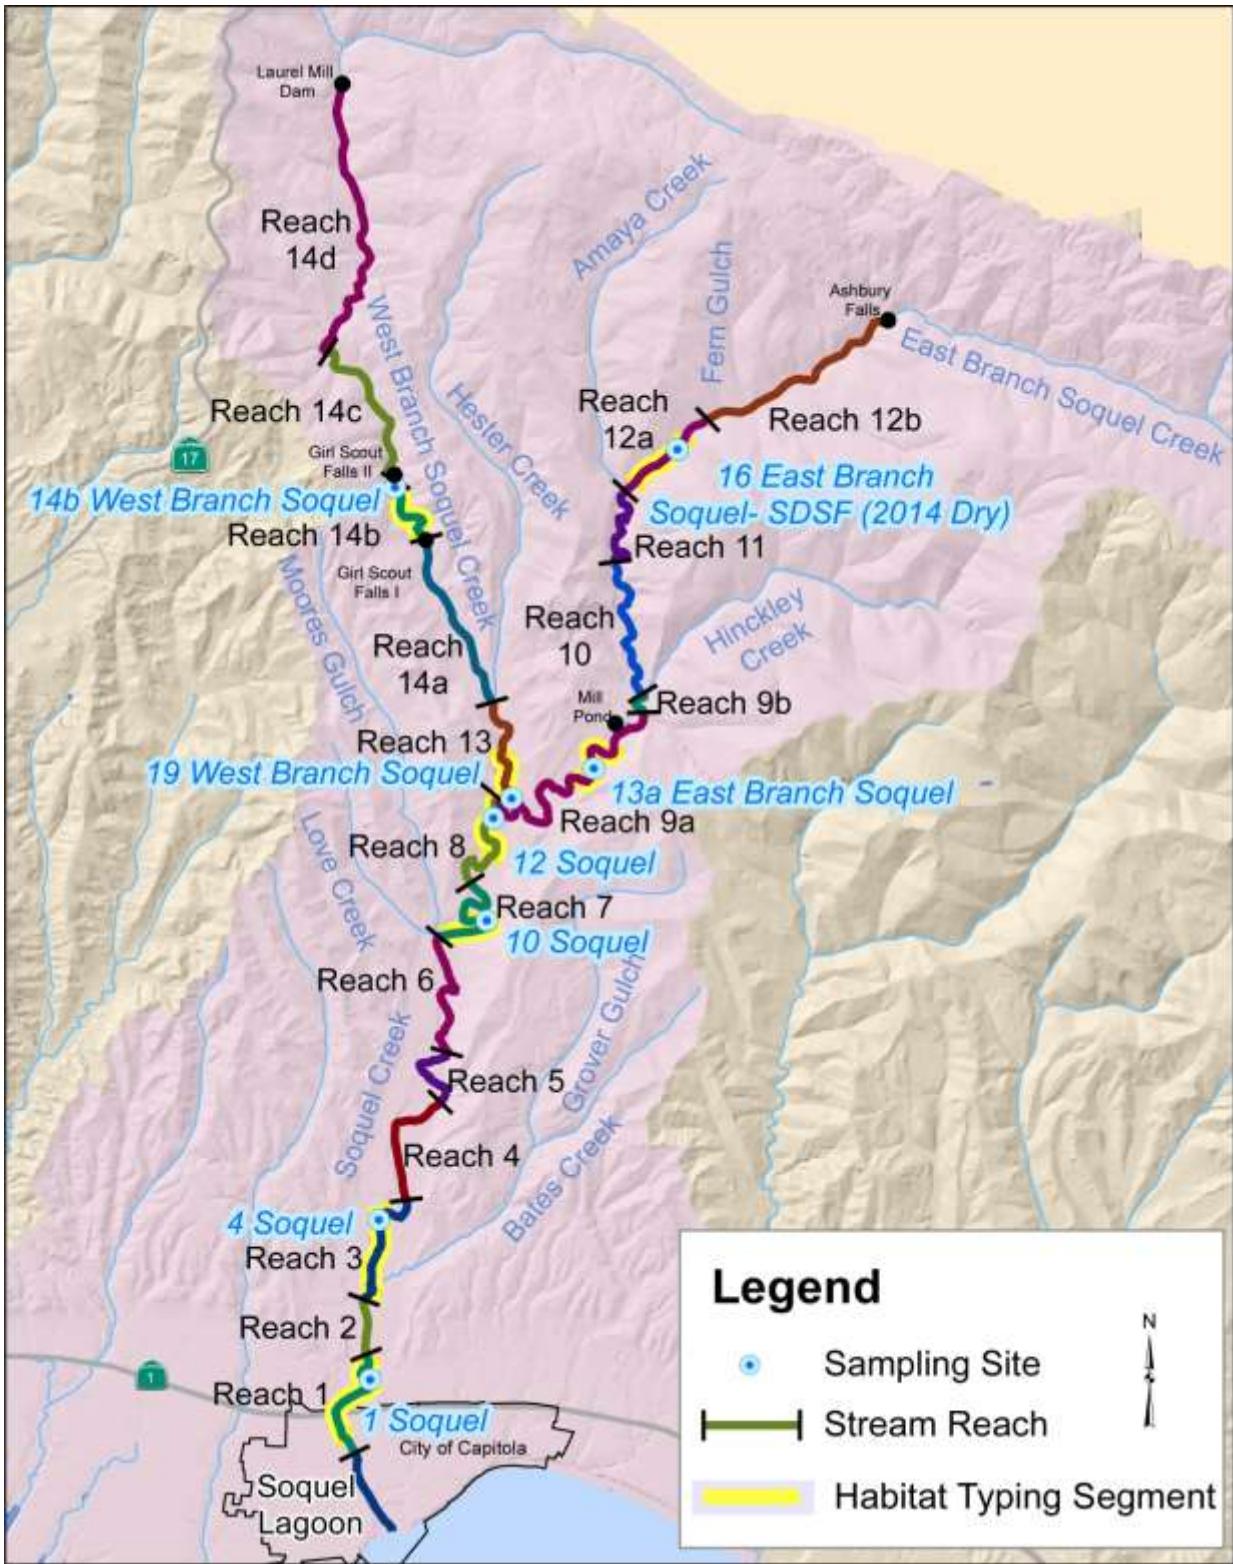 Laurel Mill
Dam
Reach
14d
Amaya Creek
Fern Gulch
Ashbury
Falls
East Branch Soquel Creek
West Branch Soquel Creek
Hester Creek
Reach 14c
Reach
12a
Reach 12b
17
Girl Scout
Falls II
14b West Branch Soquel
16 East Branch
Soquel- SDSF (2014 Dry)
Reach 14b
Reach 11
Girl Scout
Falls I
Moores Gulch
Hinckley
Creek
Reach
10
Reach
14a
Mill
Pond
Reach 9b
Reach 13
19 West Branch Soquel
13a East Branch Soquel
Reach 9a
Love Creek
Reach 8
12 Soquel
Reach 7
10 Soquel
Reach 6
Grover Gulch
Soquel Creek
Reach 5
Reach 4
Bates Creek
4 Soquel
Reach 3
Reach 2
1
Reach 1
1 Soquel
City of Capitola
Soquel
Lagoon
Legend
N
Sampling Site
Stream Reach
Habitat Typing Segment